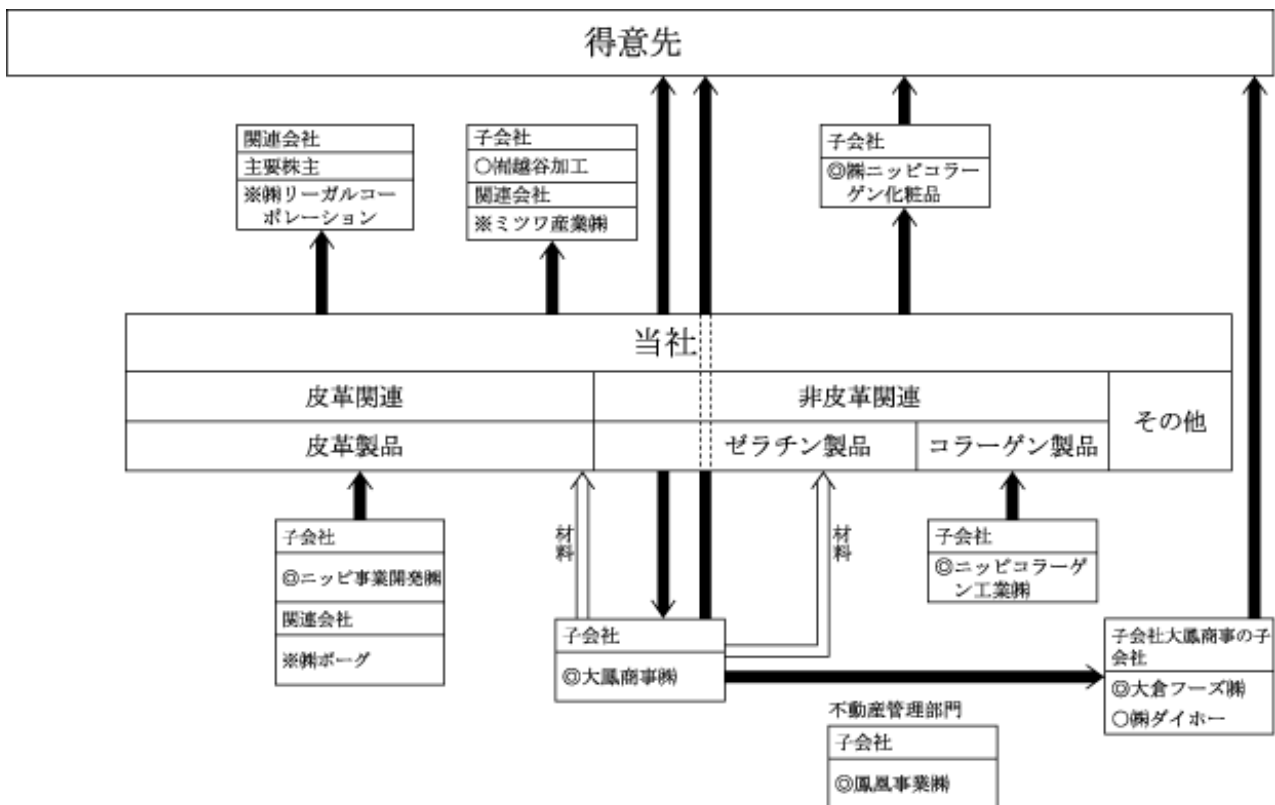 得意先
関連会社
主要株主
※㈱リーガルコー
ポレーション
子会社
○㈲越谷加工
関連会社
※ミツワ産業㈱
子会社
◎㈱ニッピコラー
ゲン化粧品
当社
皮革関連
非皮革関連
その他
皮革製品
ゼラチン製品
コラーゲン製品
子会社
◎ニッピ事業開発㈱
関連会社
※㈱ボーグ
材料
材料
子会社
◎ニッピコラーゲ
ン工業㈱
子会社
◎大鳳商事㈱
子会社大鳳商事の子
会社
◎大倉フーズ㈱
○㈱ダイホー
不動産管理部門
子会社
◎鳳凰事業㈱